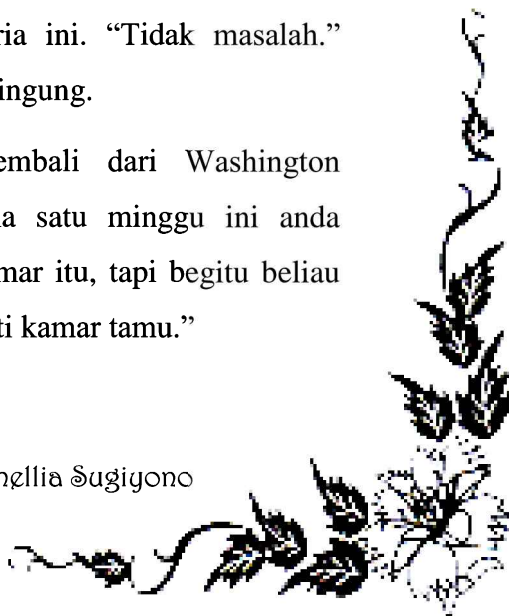 ria ini. “Tidak masalah.”
ingung.
embali dari Washington
a satu minggu ini anda
mar itu, tapi begitu beliau
ti kamar tamu.”
nellia Sugiyono